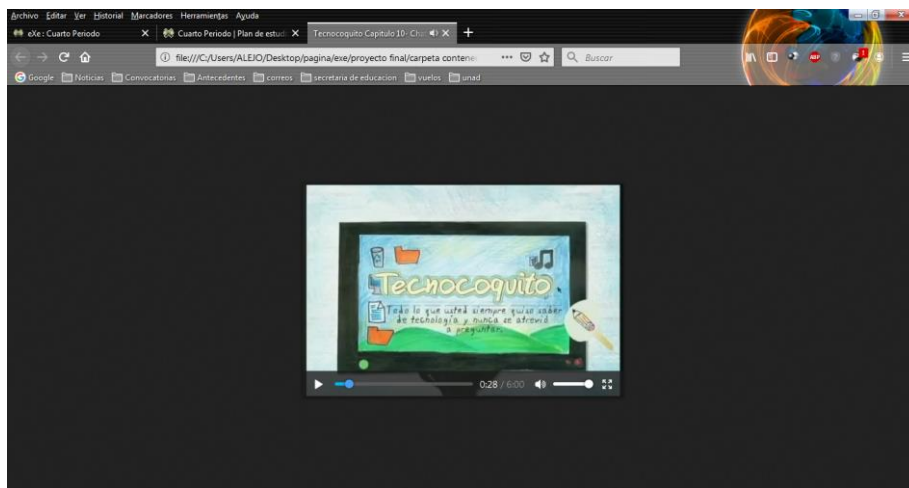 Archivo Editar Ver Historial Marcadores Herramientas Ayuda
eXe : Cuarto Periodo
Cuarto Periodo | Plan de estud
Tecnocoquito Capitulo 10- Cha
file:///C:/Users/ALEJO/Desktop/pagina/exe/proyecto final/carpeta contene
Buscar
Google Noticias Convocatorias Antecedentes correos secretaria de educacion vuelos unad
Tecnocoquito
Todo lo que usted siempre quiso saber
de tecnología y nunca se atrevió
a preguntar.
0:28 / 6:00